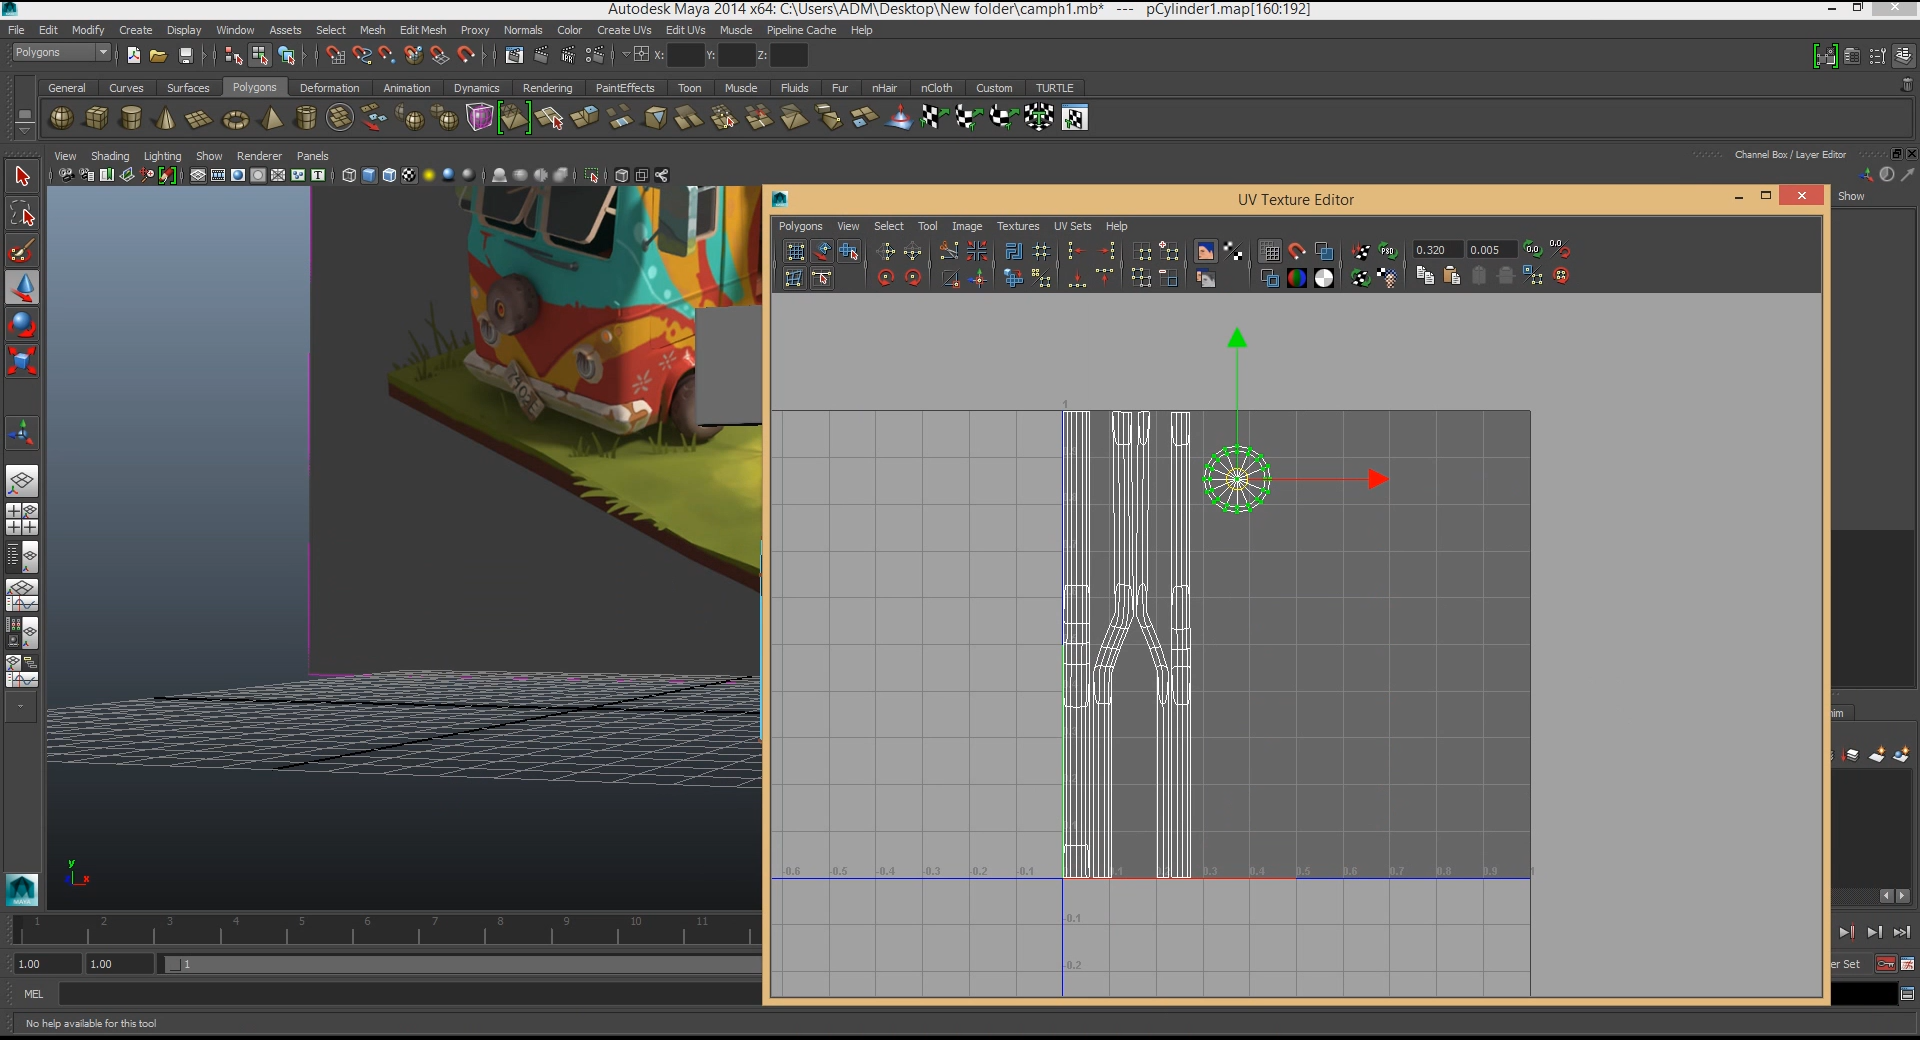 Autodesk Maya 2014 x64: C:\Users\ADM\Desktop\New folder\camph1.mb* --- pCylinder1.map[160:192]
File Edit Modify Create Display Window Assets Select Mesh Edit Mesh Proxy Normals Color Create UVs Edit UVs Muscle Pipeline Cache Help
Polygons X: Y: Z:
General Curves Surfaces Polygons Deformation Animation Dynamics Rendering PaintEffects Toon Muscle Fluids Fur nHair nCloth Custom TURTLE
View Shading Lighting Show Renderer Panels
Channel Box / Layer Editor
Show
UV Texture Editor
Polygons View Select Tool Image Textures UV Sets Help
0.320 0.005
1
-0.6 -0.5 -0.4 -0.3 -0.2 -0.1 0.3 0.4 0.5 0.6 0.7 0.8 0.9
-0.1
-0.2
y
x
MAYA
1 2 3 4 5 6 7 8 9 10 11
1.00 1.00 1
er Set
MEL
No help available for this tool